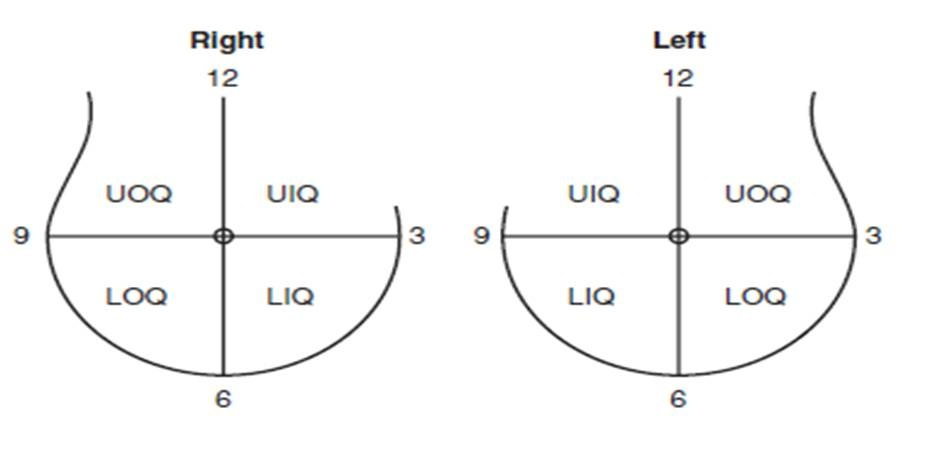 Right Left
12 12
UOQ UIQ UIQ UOQ
9 3 9 3
LOQ LIQ LIQ LOQ
6 6